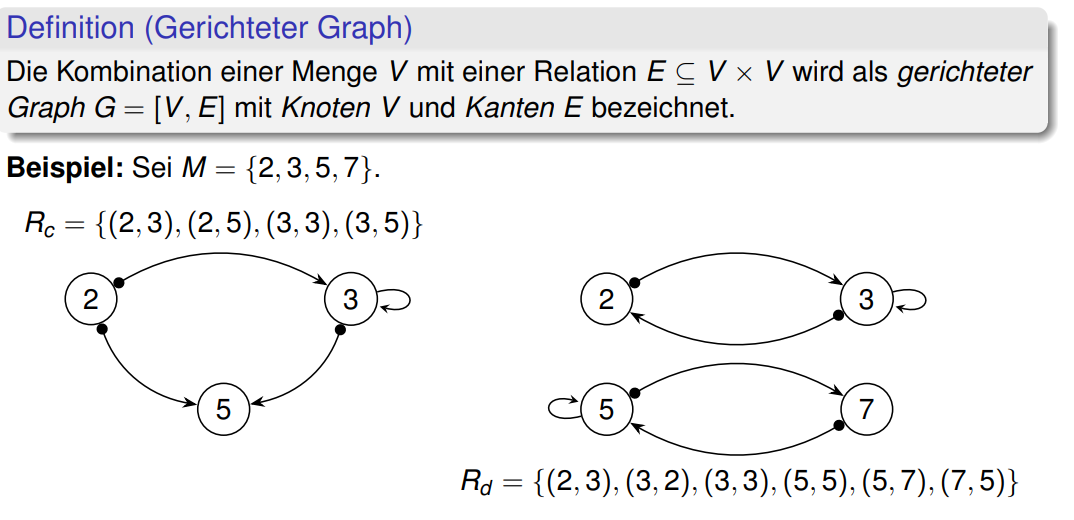 Definition (Gerichteter Graph)
Die Kombination einer Menge V mit einer Relation E ⊆ V × V wird als gerichteter
Graph G = [V, E] mit Knoten V und Kanten E bezeichnet.
Beispiel: Sei M = {2, 3, 5, 7}.
R_c = {(2, 3), (2, 5), (3, 3), (3, 5)}
2
3
5
2
3
5
7
R_d = {(2, 3), (3, 2), (3, 3), (5, 5), (5, 7), (7, 5)}